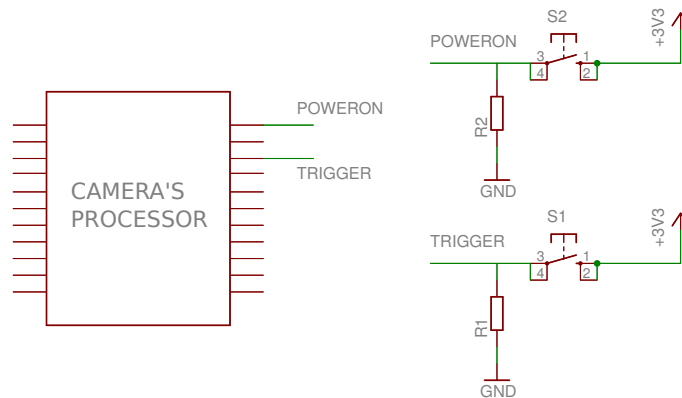 POWERON
TRIGGER
CAMERA'S
PROCESSOR
S2
+3V3
POWERON
3 1
4 2
R2
GND
S1
+3V3
TRIGGER
3 1
4 2
R1
GND